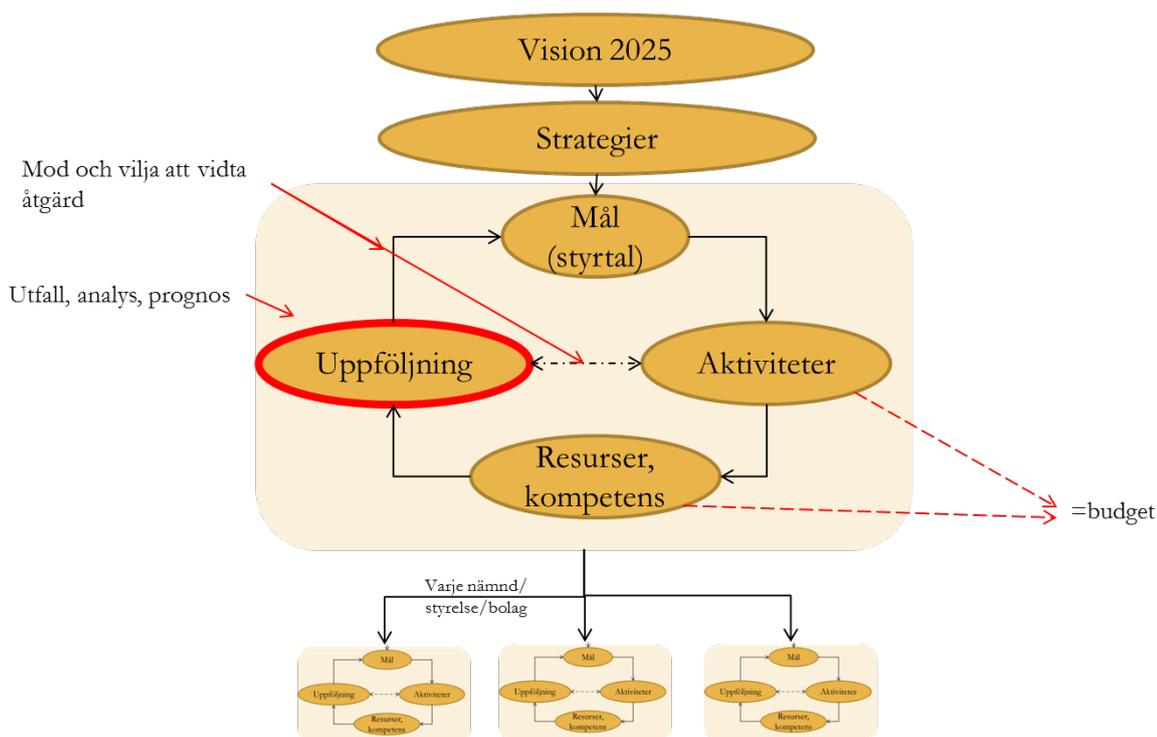 Vision 2025
Strategier
Mod och vilja att vidta
åtgärd
Mål
(styrtal)
Utfall, analys, prognos
Uppföljning
Aktiviteter
Resurser,
kompetens
=budget
Varje nämnd/
styrelse/bolag
Mål
Uppföljning
Aktiviteter
Resurser,
kompetens
Mål
Uppföljning
Aktiviteter
Resurser,
kompetens
Mål
Uppföljning
Aktiviteter
Resurser,
kompetens